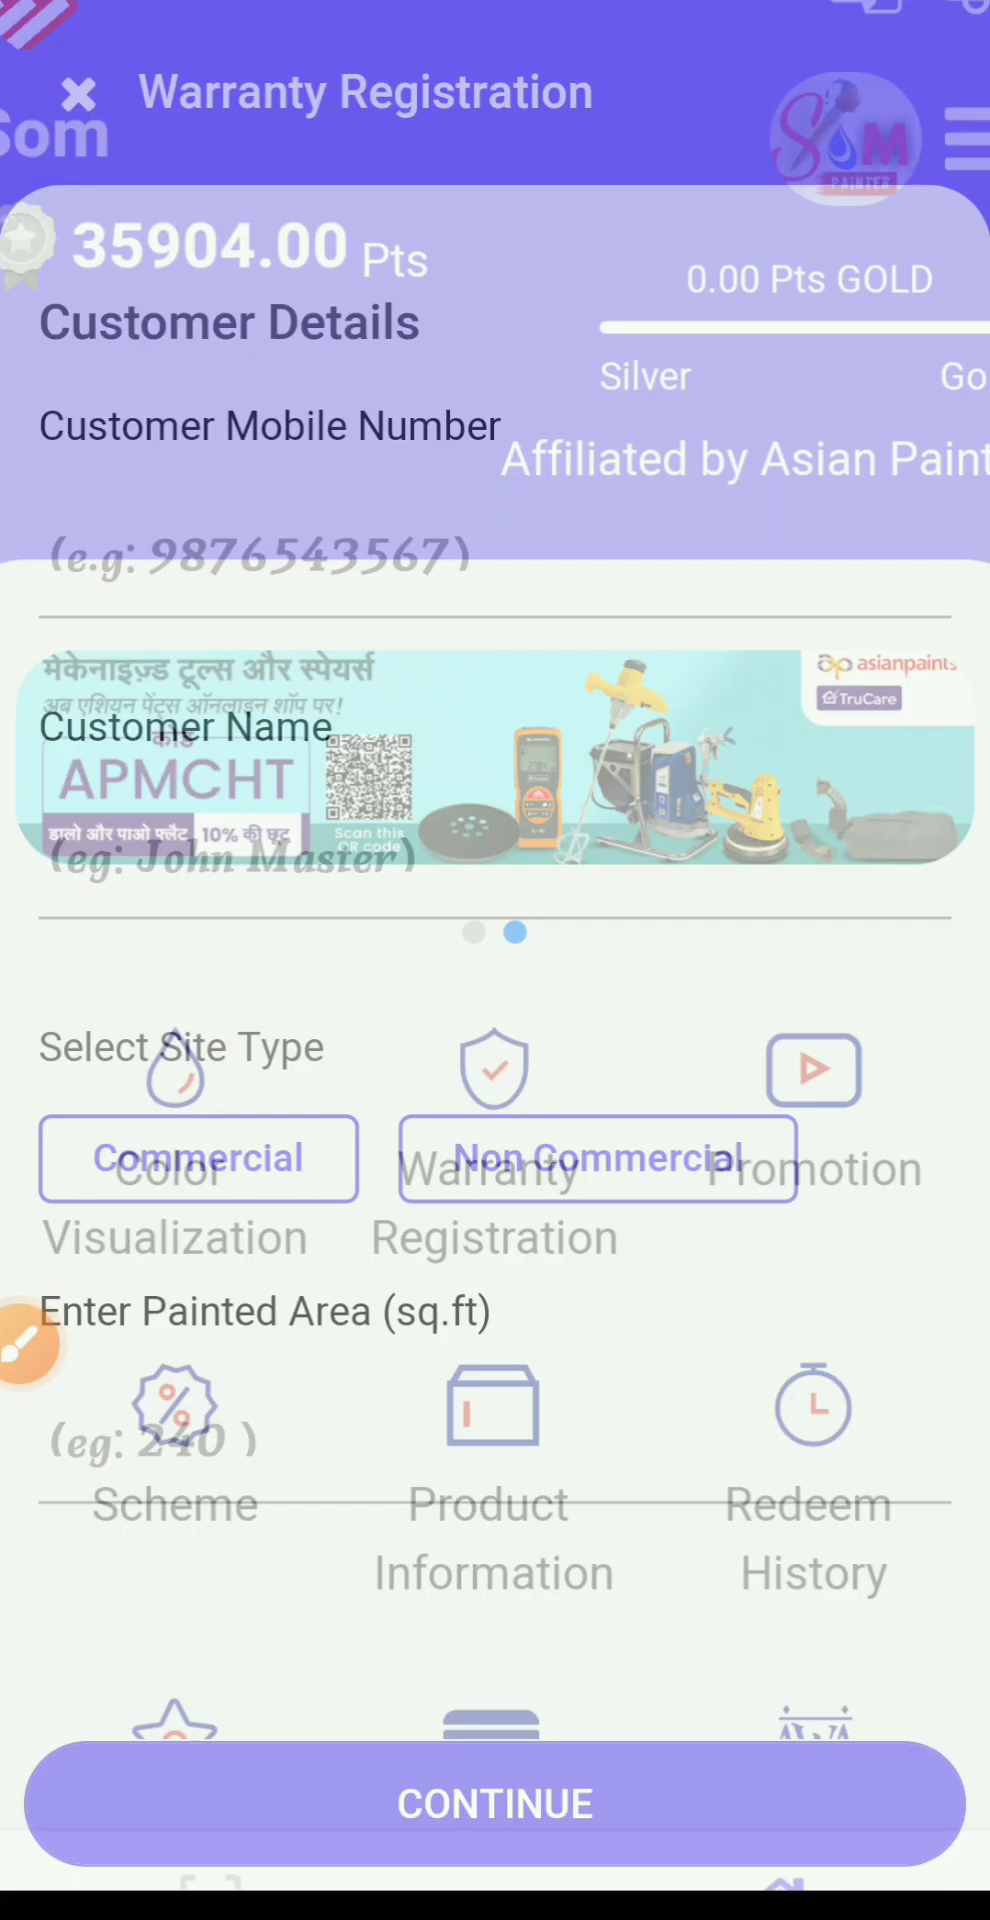 Warranty Registration
Som
SOM
PAINTER
35904.00 Pts
0.00 Pts GOLD
Customer Details
Silver
Go
Customer Mobile Number
Affiliated by Asian Paint
(e.g: 9876543567)
मेकेनाइज़्ड टूल्स और स्पेयर्स
asianpaints
अब एशियन पेंट्स ऑनलाइन शॉप पर!
TruCare
Customer Name
कोड
APMCHT
डालो और पाओ फ्लैट 10% की छूट
Scan this
QR code
(eg: John Master)
Select Site Type
Commercial
Non Commercial
Color
Visualization
Warranty
Registration
Promotion
Enter Painted Area (sq.ft)
(eg: 240 )
Scheme
Product
Information
Redeem
History
CONTINUE